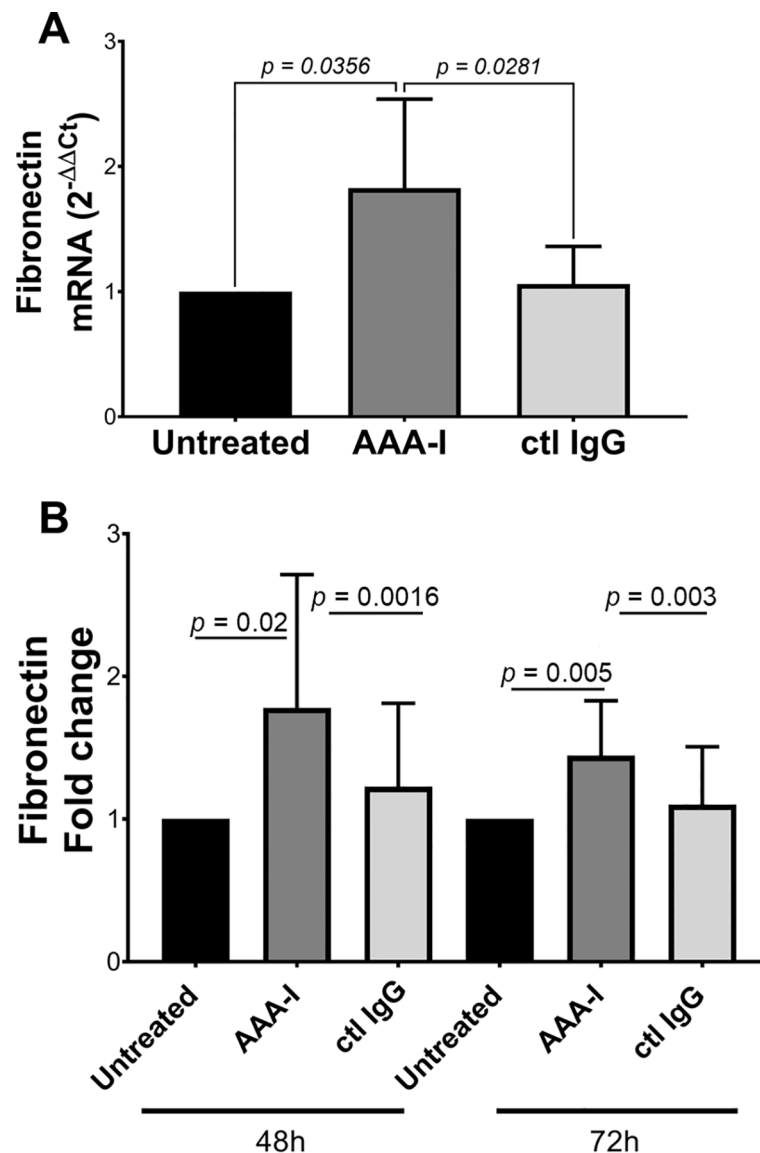 A
3
2
1
0
Fibronectin
mRNA (2^-ΔΔCt)
p = 0.0356
p = 0.0281
Untreated
AAA-I
ctl IgG
B
3
2
1
0
Fibronectin
Fold change
p = 0.02
p = 0.0016
p = 0.005
p = 0.003
Untreated
AAA-I
ctl IgG
Untreated
AAA-I
ctl IgG
48h
72h